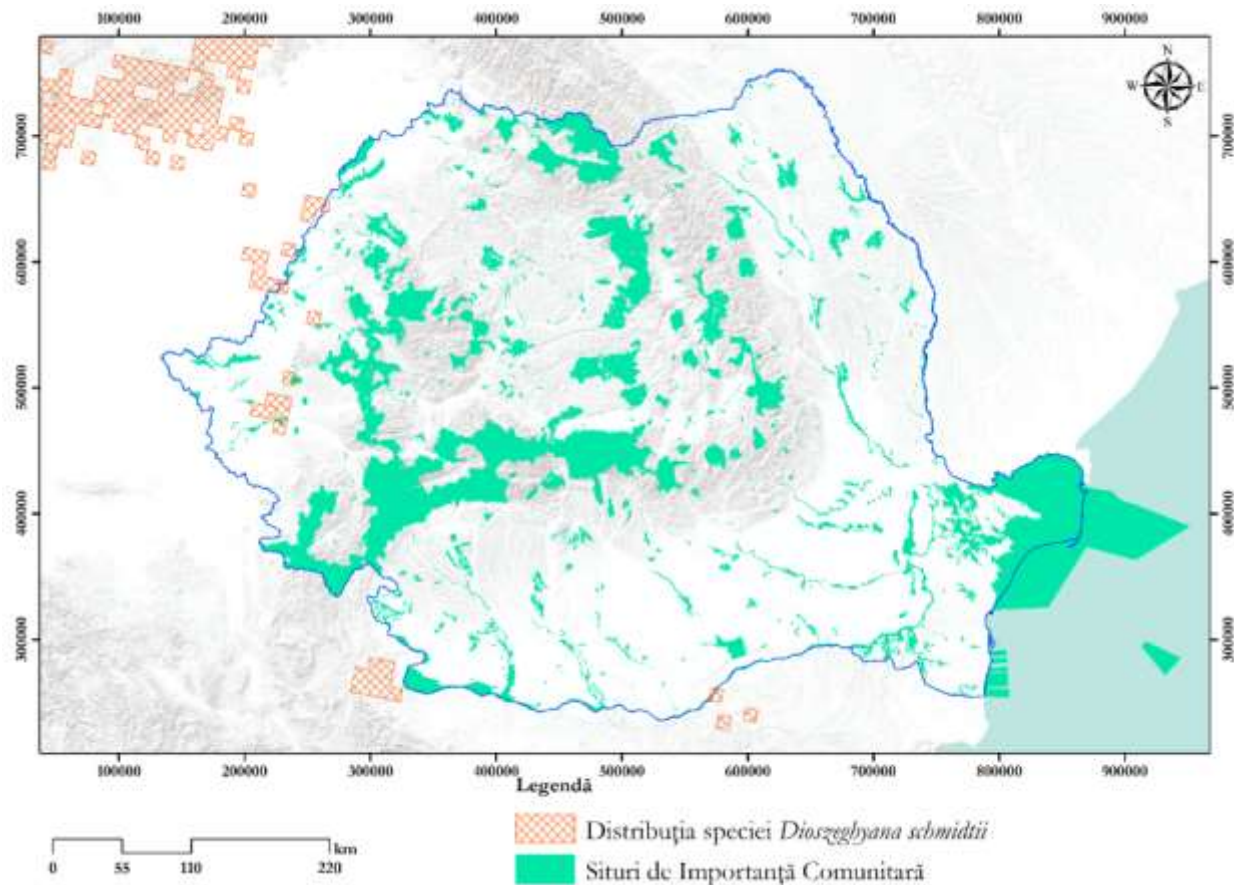 100000 200000 300000 400000 500000 600000 700000 800000 900000
N
W E
S
700000 700000
600000 600000
500000 500000
400000 400000
300000 300000
100000 200000 300000 400000 500000 600000 700000 800000 900000
Legendă
km
0 55 110 220
Distribuția speciei Dioszeghyana schmidtii
Situri de Importanță Comunitară